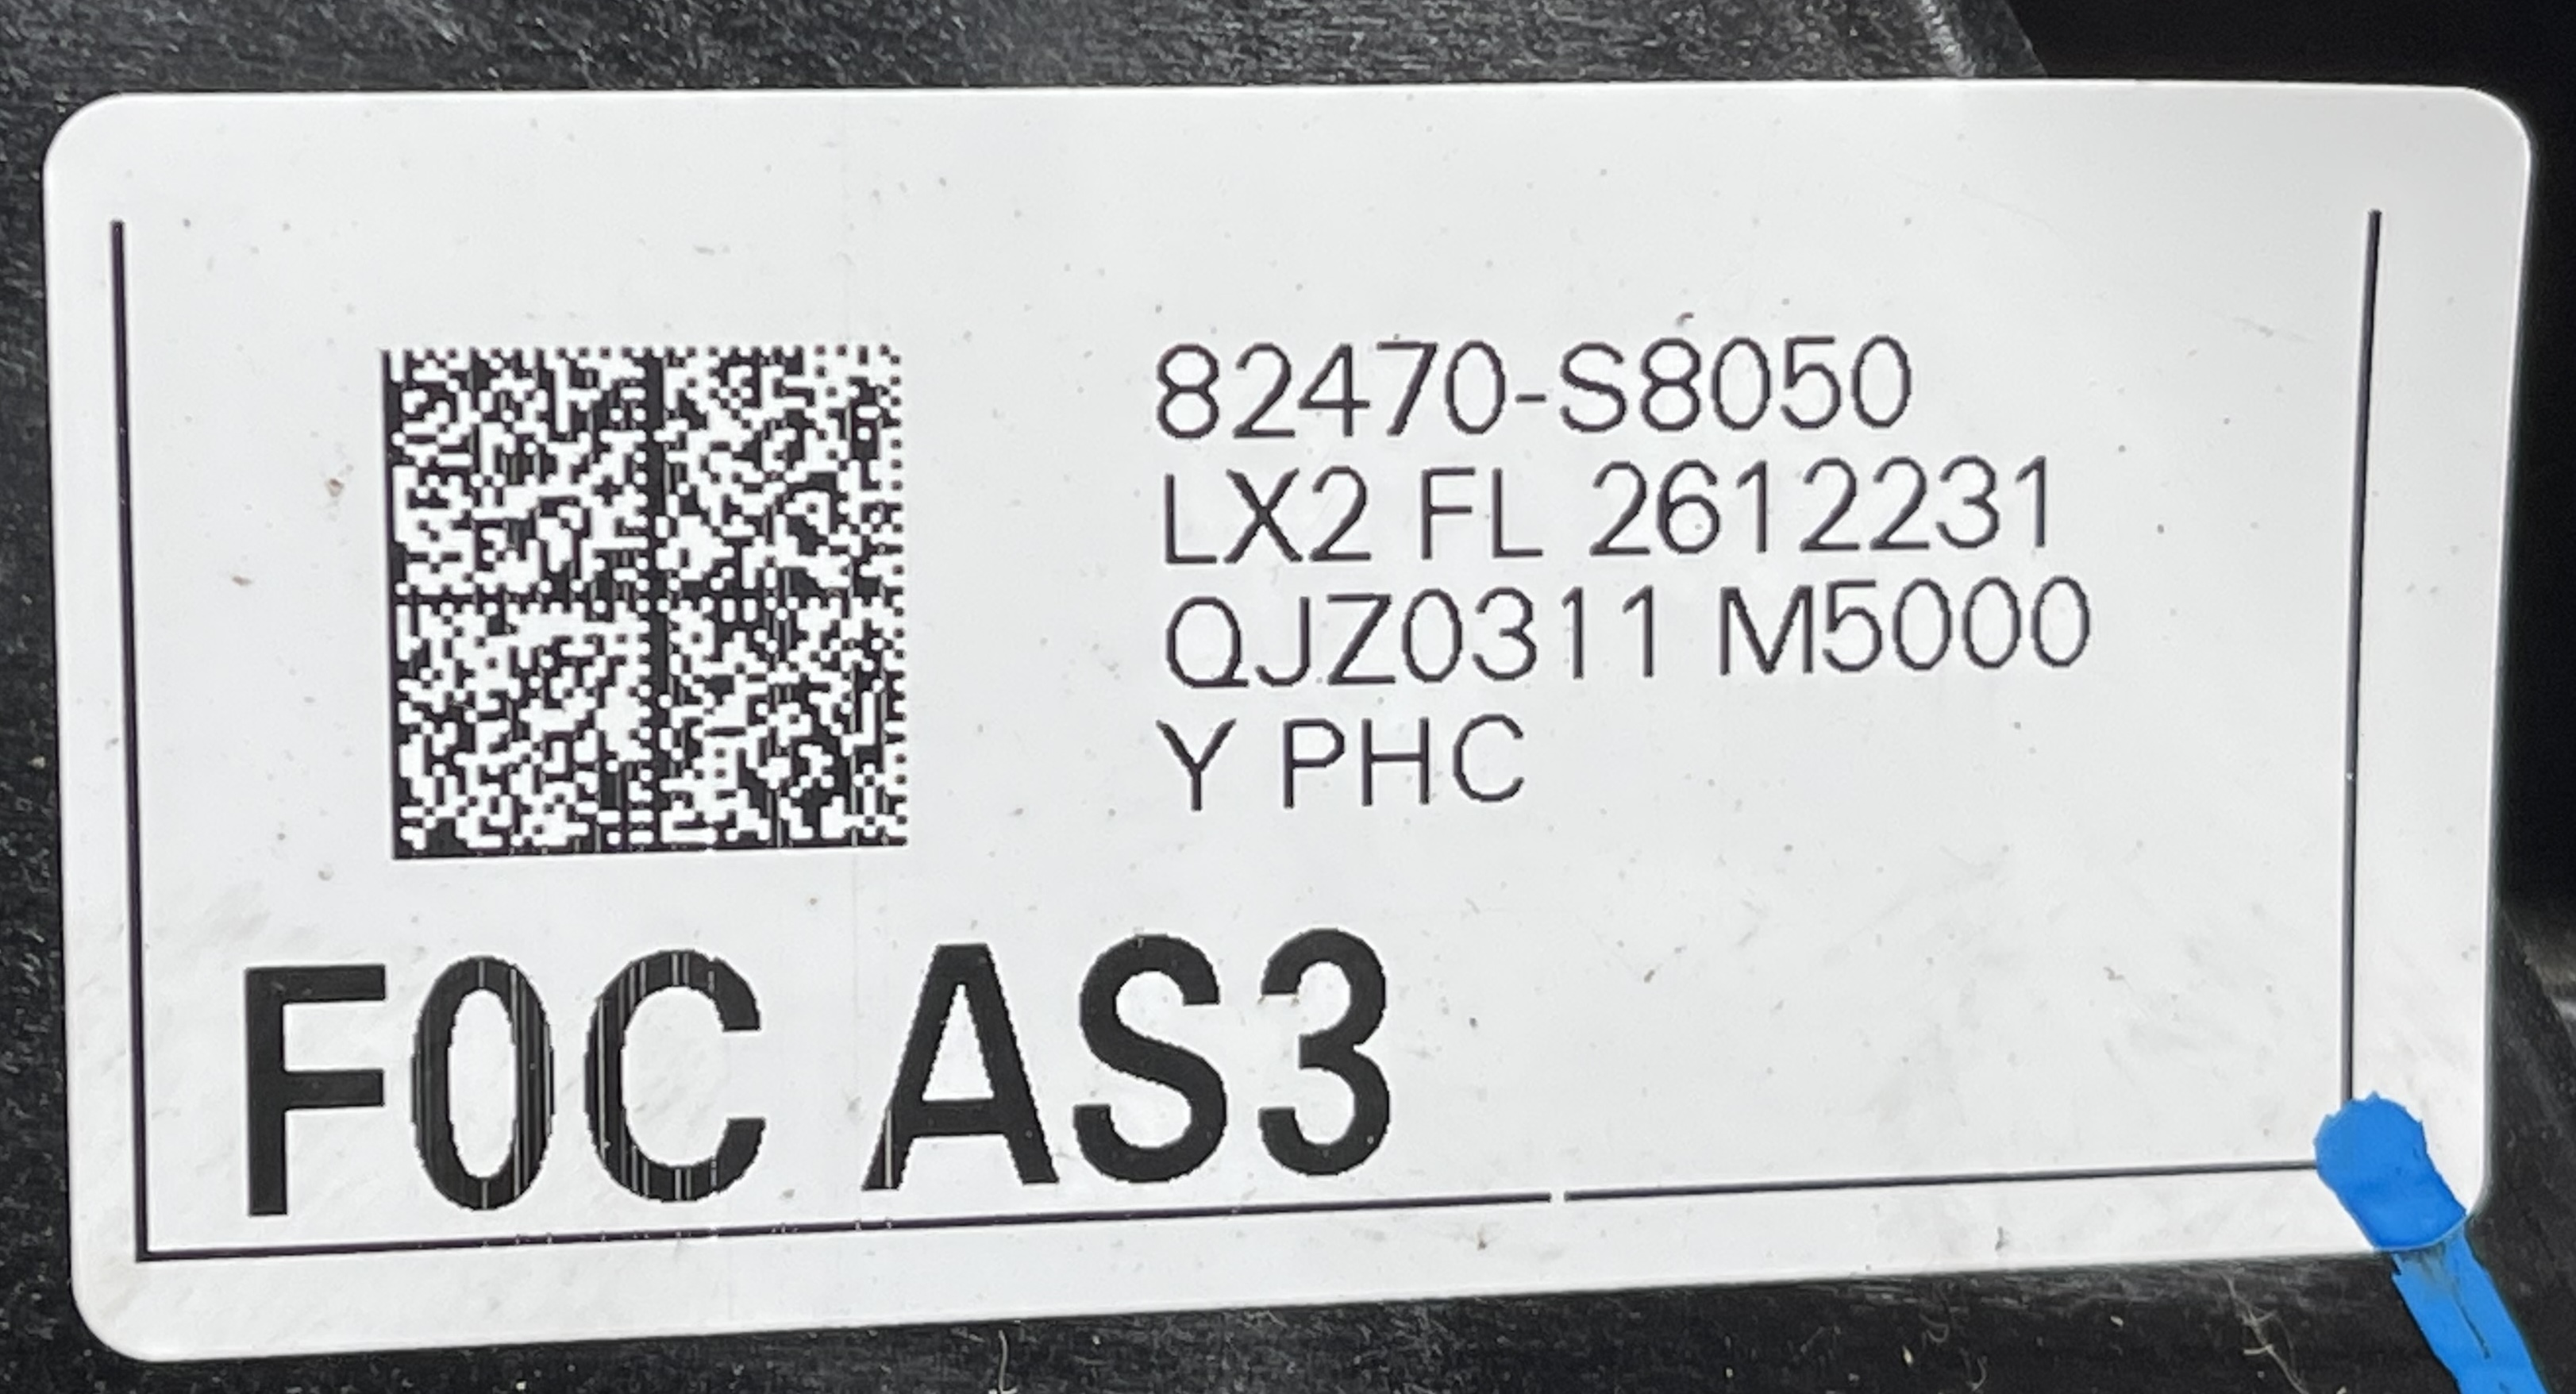 82470-S8050
LX2 FL 2612231
QJZ0311 M5000
Y PHC
F0C AS3